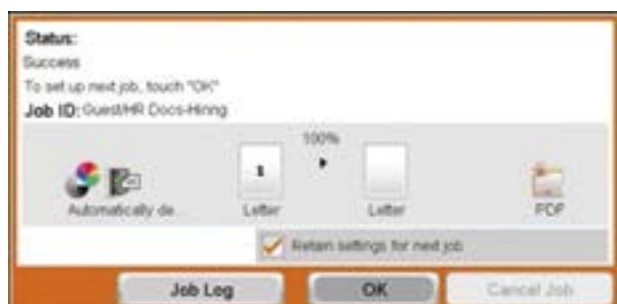 Status:
Success
To set up next job, touch "OK"
Job ID: Guest/HR Docs-Hiring
100%
1
Automatically de...
Letter
Letter
PDF
Retain settings for next job
Job Log
OK
Cancel Job